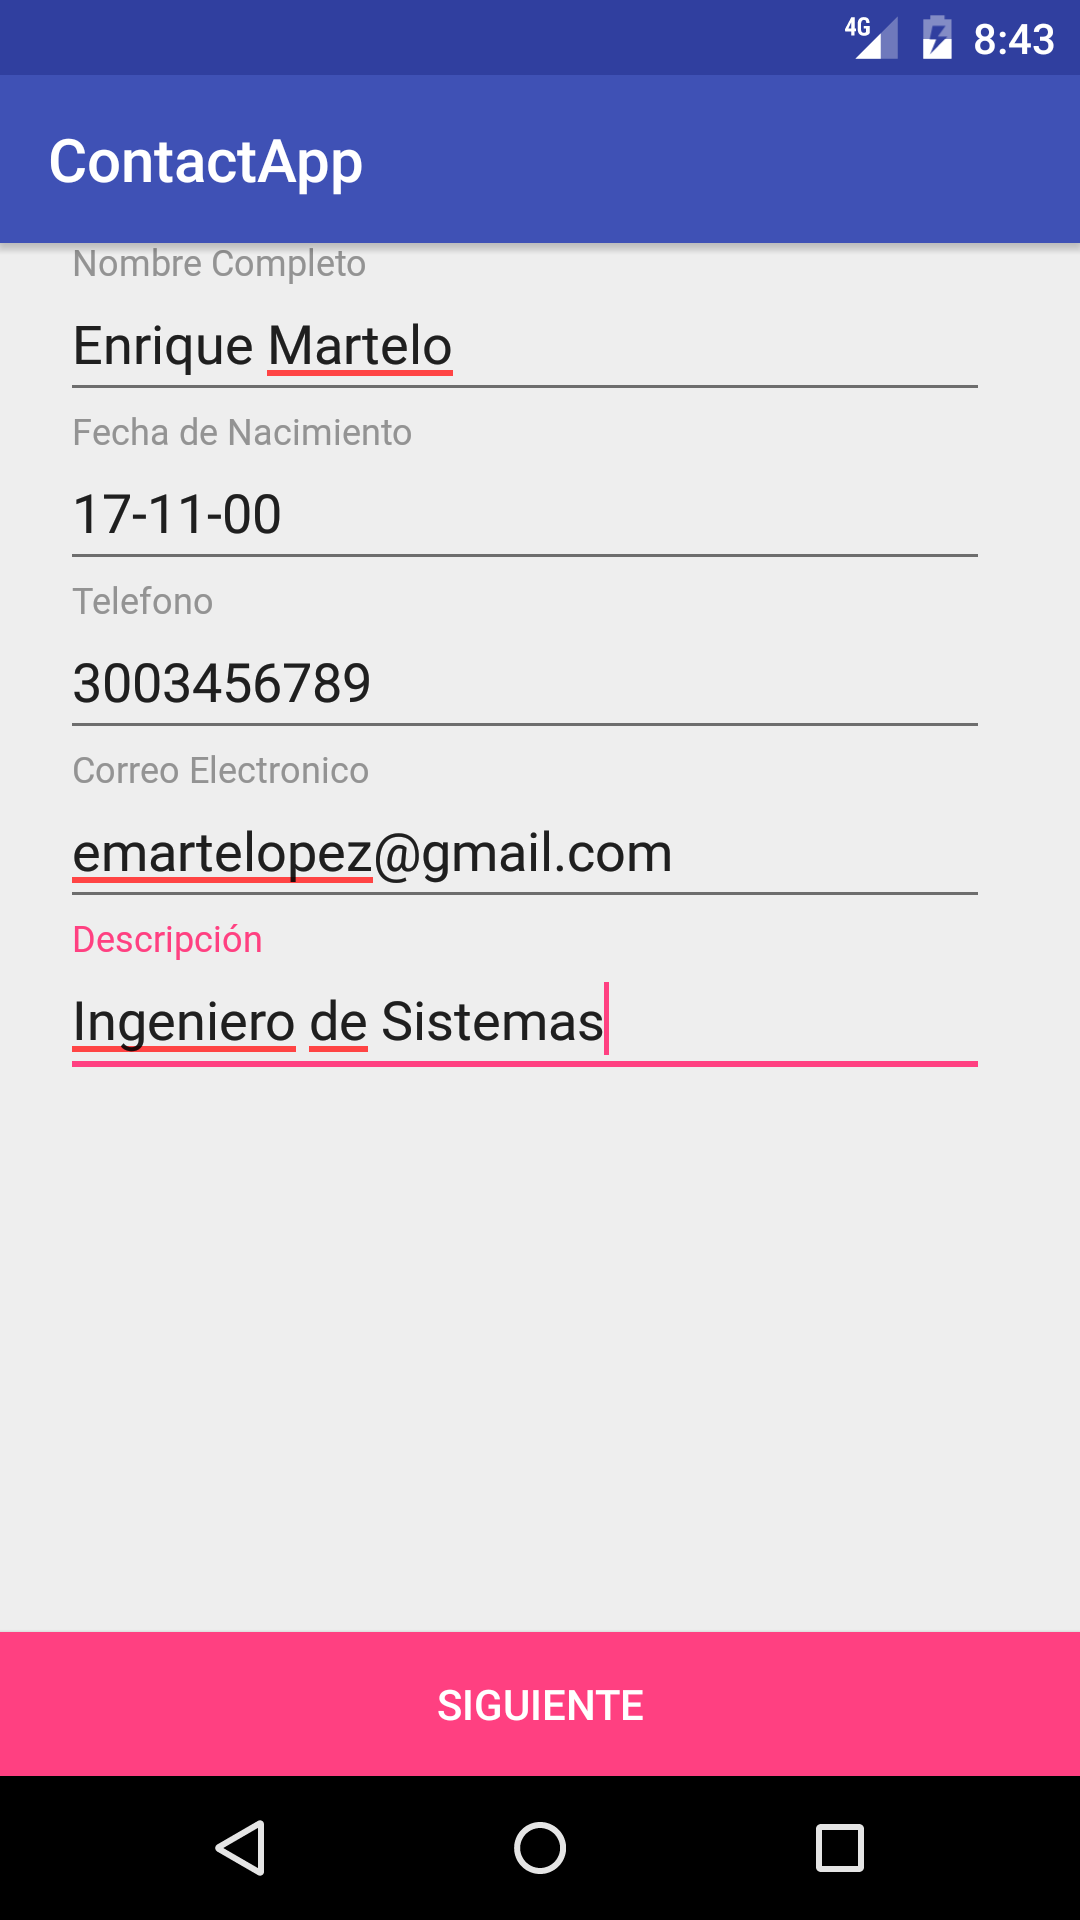 4G 8:43
ContactApp
Nombre Completo
Enrique Martelo
Fecha de Nacimiento
17-11-00
Telefono
3003456789
Correo Electronico
emartelopez@gmail.com
Descripción
Ingeniero de Sistemas
SIGUIENTE